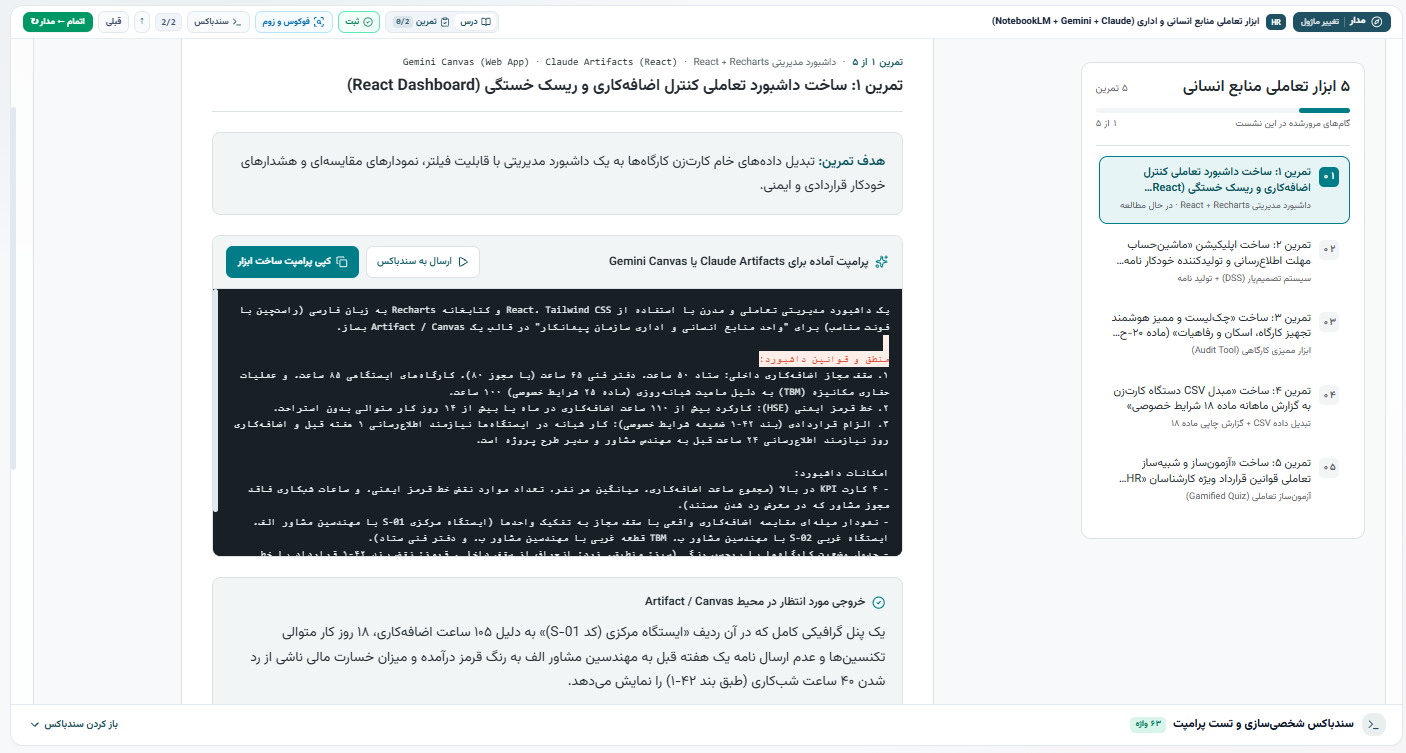 مدار | تغییر ماژول
HR
ابزار تعاملی منابع انسانی و اداری (NotebookLM + Gemini + Claude)
درس
تمرین 0/2
ثبت
فوکوس و زوم
سندباکس
2/2
↑
قبلی
اتمام ← مدار ↻
۵ ابزار تعاملی منابع انسانی
۵ تمرین
گام‌های مرورشده در این نشست
۱ از ۵
۰۱
تمرین ۱: ساخت داشبورد تعاملی کنترل
اضافه‌کاری و ریسک خستگی (React...
داشبورد مدیریتی React + Recharts · در حال مطالعه
۰۲
تمرین ۲: ساخت اپلیکیشن «ماشین‌حساب
مهلت اطلاع‌رسانی و تولیدکننده خودکار نامه...
سیستم تصمیم‌یار (DSS) + تولید نامه
۰۳
تمرین ۳: ساخت «چک‌لیست و ممیز هوشمند
تجهیز کارگاه، اسکان و رفاهیات» (ماده ۲۰-ح...
ابزار ممیزی کارگاهی (Audit Tool)
۰۴
تمرین ۴: ساخت «مبدل CSV دستگاه کارت‌زن
به گزارش ماهانه ماده ۱۸ شرایط خصوصی»
تبدیل داده CSV + گزارش چاپی ماده ۱۸
۰۵
تمرین ۵: ساخت «آزمون‌ساز و شبیه‌ساز
تعاملی قوانین قرارداد ویژه کارشناسان HR»...
آزمون‌ساز تعاملی (Gamified Quiz)
تمرین ۱ از ۵ · داشبورد مدیریتی React + Recharts · Claude Artifacts (React) · Gemini Canvas (Web App)
تمرین ۱: ساخت داشبورد تعاملی کنترل اضافه‌کاری و ریسک خستگی (React Dashboard)
هدف تمرین: تبدیل داده‌های خام کارت‌زن کارگاه‌ها به یک داشبورد مدیریتی با قابلیت فیلتر، نمودارهای مقایسه‌ای و هشدارهای
خودکار قراردادی و ایمنی.
پرامپت آماده برای Claude Artifacts یا Gemini Canvas
ارسال به سندباکس
کپی پرامپت ساخت ابزار
یک داشبورد مدیریتی تعاملی و مدرن با استفاده از React، Tailwind CSS و کتابخانه Recharts به زبان فارسی (راست‌چین با
فونت مناسب) برای "واحد منابع انسانی و اداری سازمان پیمانکار" در قالب یک Artifact / Canvas بساز.
منطق و قوانین داشبورد:
۱. سقف مجاز اضافه‌کاری داخلی: ستاد ۵۰ ساعت، دفتر فنی ۶۵ ساعت (با مجوز ۸۰)، کارگاه‌های ایستگاهی ۸۵ ساعت، و عملیات
حفاری مکانیزه (TBM) به دلیل ماهیت شبانه‌روزی (ماده ۲۵ شرایط خصوصی) ۱۰۰ ساعت.
۲. خط قرمز ایمنی (HSE): کارکرد بیش از ۱۱۰ ساعت اضافه‌کاری در ماه یا بیش از ۱۴ روز کار متوالی بدون استراحت.
۳. الزام قراردادی (بند ۴۲-۱ ضمیمه شرایط خصوصی): کار شبانه در ایستگاه‌ها نیازمند اطلاع‌رسانی ۱ هفته قبل و اضافه‌کاری
روز نیازمند اطلاع‌رسانی ۲۴ ساعت قبل به مهندس مشاور و مدیر طرح پروژه است.
امکانات داشبورد:
- ۴ کارت KPI در بالا (مجموع ساعت اضافه‌کاری، میانگین هر نفر، تعداد موارد نقض خط قرمز ایمنی، و ساعات شبکاری فاقد
مجوز مشاور که در معرض رد شدن هستند).
- نمودار میله‌ای مقایسه اضافه‌کاری واقعی با سقف مجاز به تفکیک واحدها (ایستگاه مرکزی S-01 با مهندسین مشاور الف،
ایستگاه غربی S-02 با مهندسین مشاور ب، TBM قطعه غربی با مهندسین مشاور ب، و دفتر فنی ستاد).
خروجی مورد انتظار در محیط Artifact / Canvas
یک پنل گرافیکی کامل که در آن ردیف «ایستگاه مرکزی (کد S-01)» به دلیل ۱۰۵ ساعت اضافه‌کاری، ۱۸ روز کار متوالی
تکنسین‌ها و عدم ارسال نامه یک هفته قبل به مهندسین مشاور الف به رنگ قرمز درآمده و میزان خسارت مالی ناشی از رد
شدن ۴۰ ساعت شب‌کاری (طبق بند ۴۲-۱) را نمایش می‌دهد.
سندباکس شخصی‌سازی و تست پرامپت
۶۳ واژه
باز کردن سندباکس